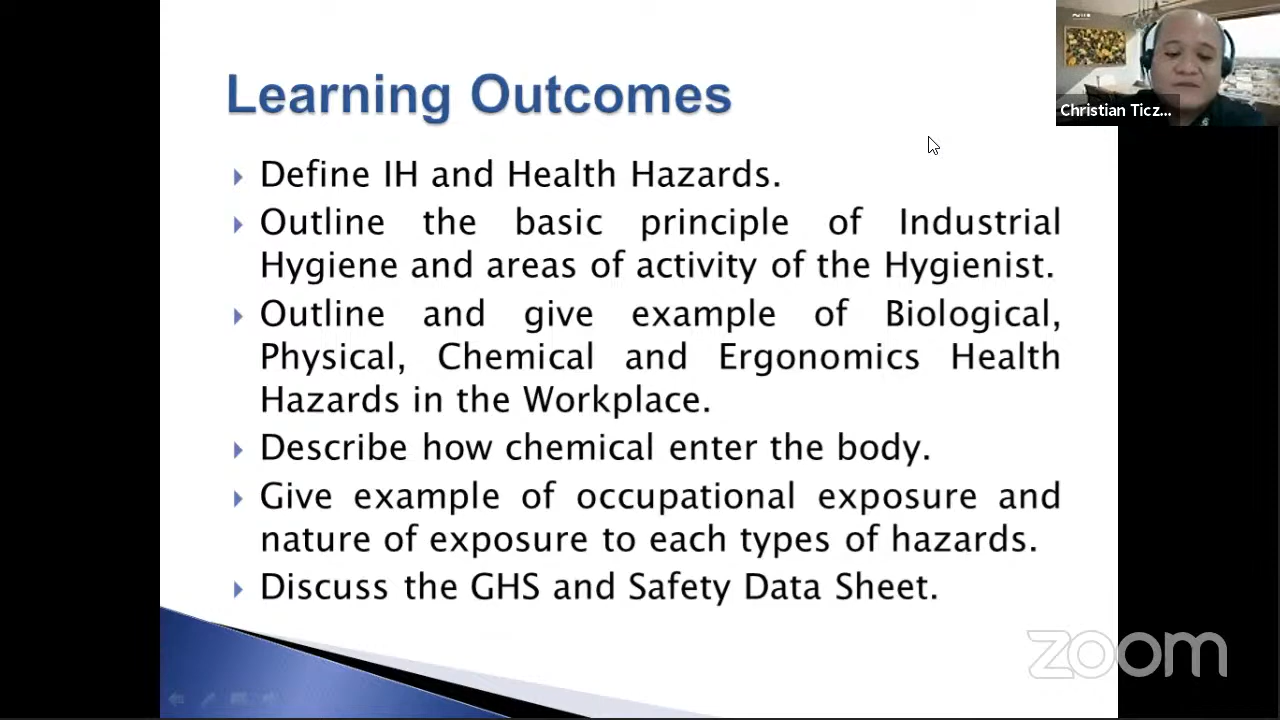 Learning Outcomes
Define IH and Health Hazards.
Outline the basic principle of Industrial
Hygiene and areas of activity of the Hygienist.
Outline and give example of Biological,
Physical, Chemical and Ergonomics Health
Hazards in the Workplace.
Describe how chemical enter the body.
Give example of occupational exposure and
nature of exposure to each types of hazards.
Discuss the GHS and Safety Data Sheet.
Christian Ticz...
zoom